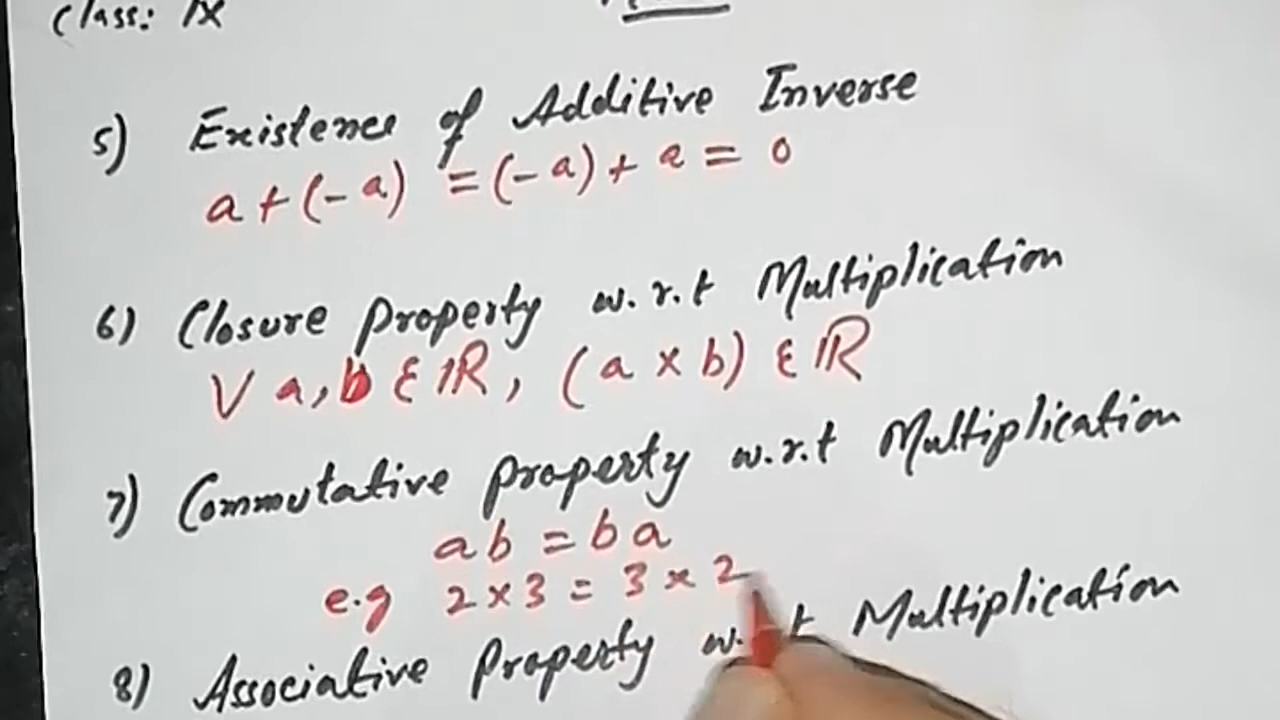 Class: IX
5) Existence of Additive Inverse
a + (- a) = (- a) + a = 0
6) Closure Property w.r.t Multiplication
∀ a, b ∈ ℝ, (a × b) ∈ ℝ
7) Commutative Property w.r.t Multiplication
ab = ba
e.g 2 × 3 = 3 × 2
8) Associative Property w. t Multiplication